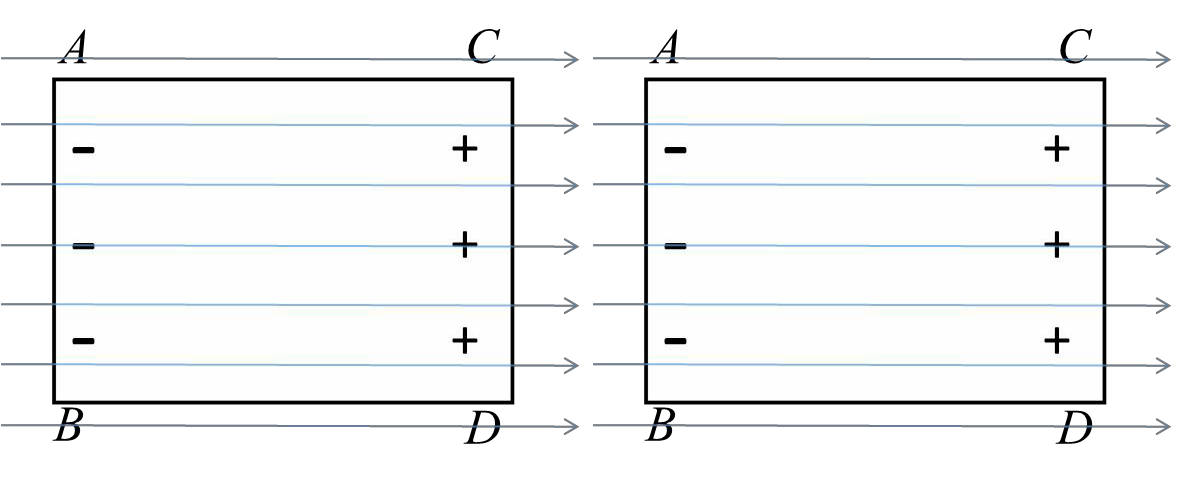 A C A C
- + - +
- + - +
- + - +
B D B D